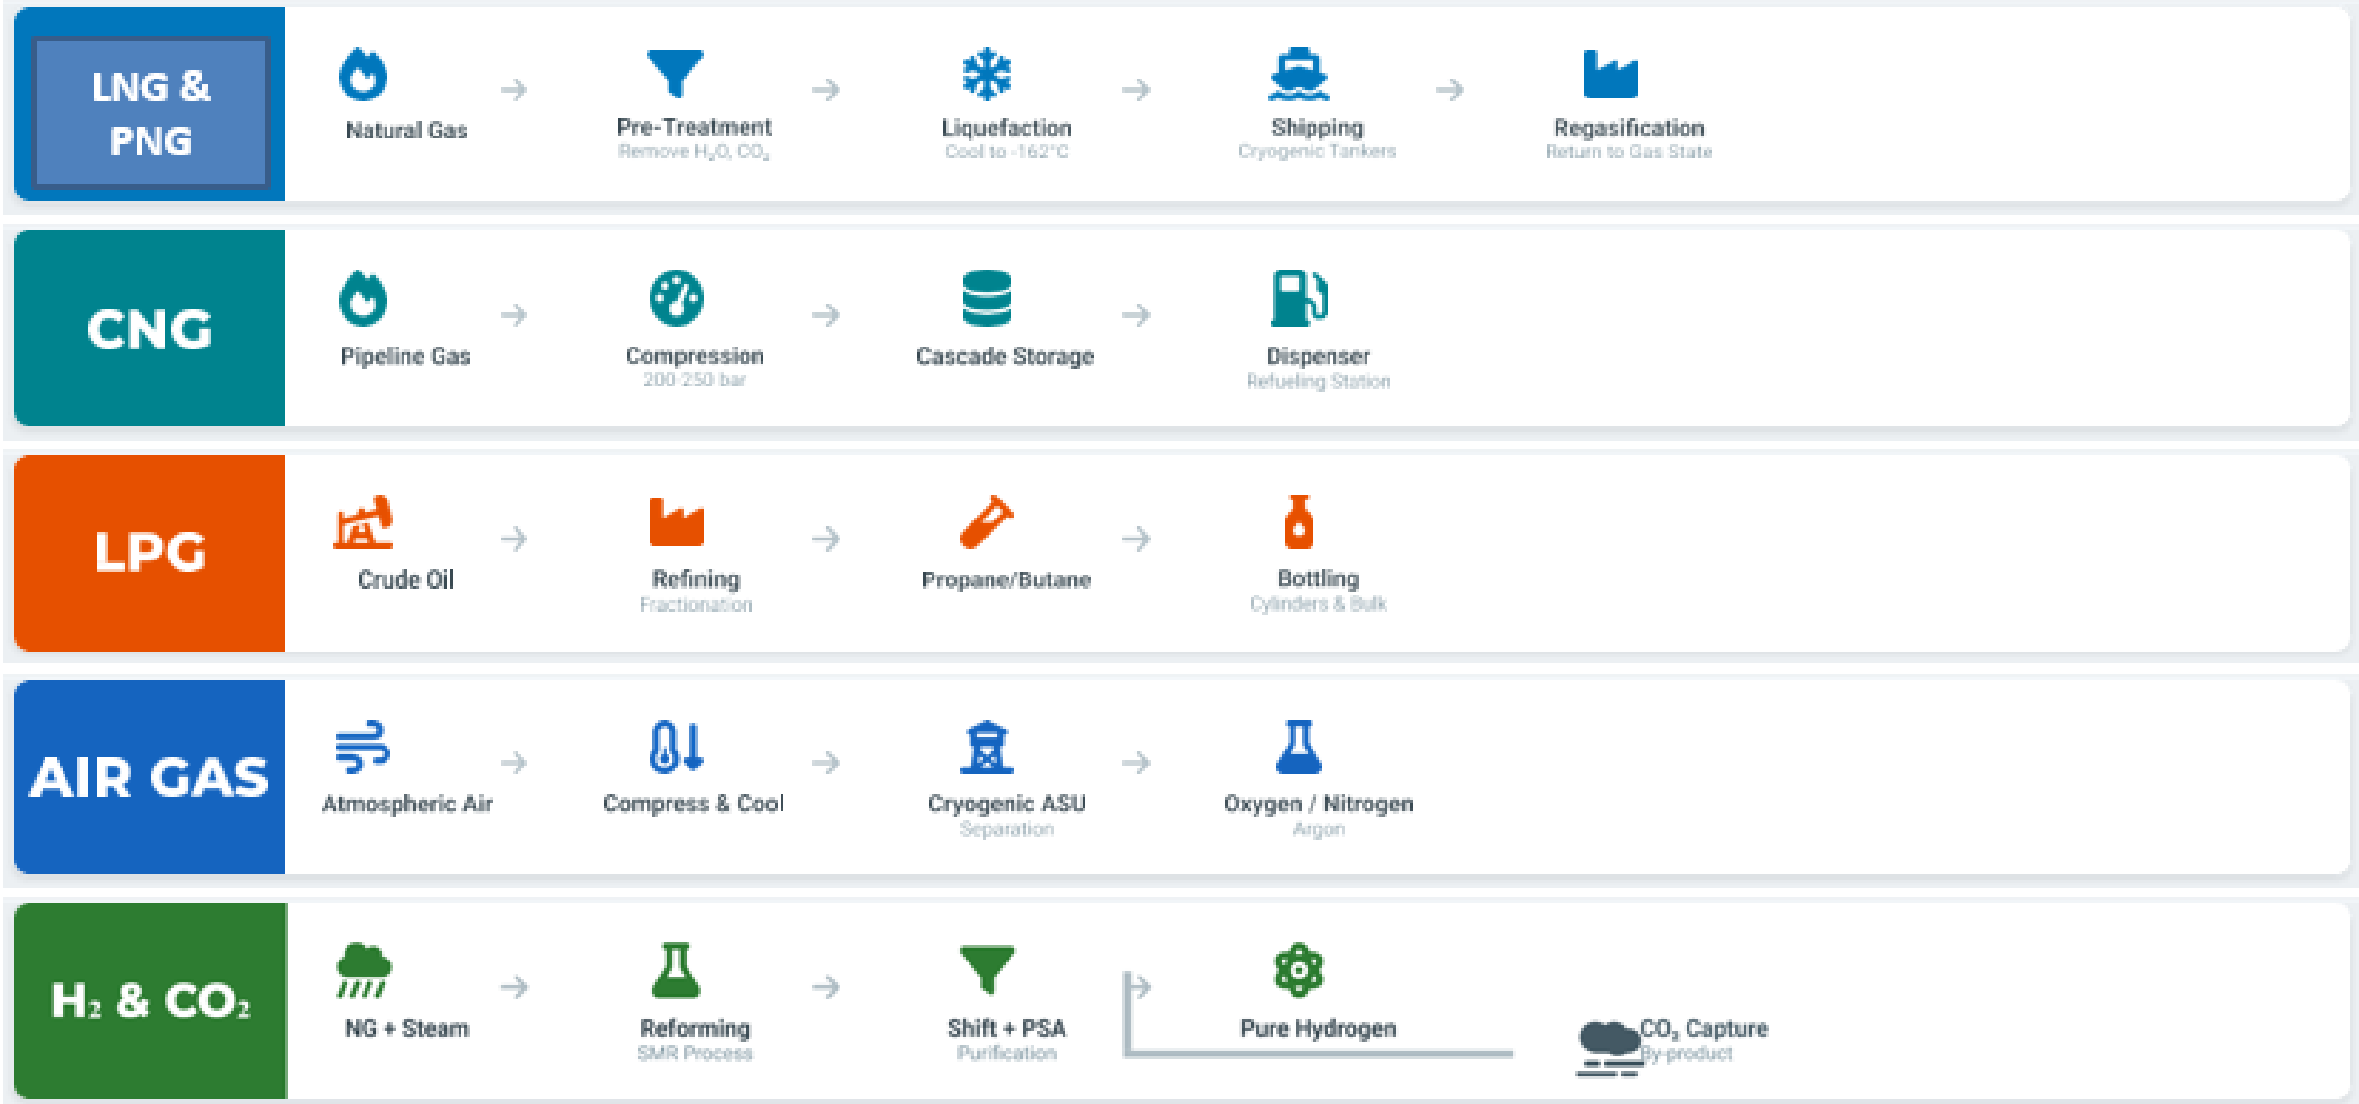 LNG &
PNG
Natural Gas
Pre-Treatment
Remove H₂O, CO₂
Liquefaction
Cool to -162°C
Shipping
Cryogenic Tankers
Regasification
Return to Gas State
CNG
Pipeline Gas
Compression
200-250 bar
Cascade Storage
Dispenser
Refueling Station
LPG
Crude Oil
Refining
Fractionation
Propane/Butane
Bottling
Cylinders & Bulk
AIR GAS
Atmospheric Air
Compress & Cool
Cryogenic ASU
Separation
Oxygen / Nitrogen
Argon
H₂ & CO₂
NG + Steam
Reforming
SMR Process
Shift + PSA
Purification
Pure Hydrogen
CO₂ Capture
By-product